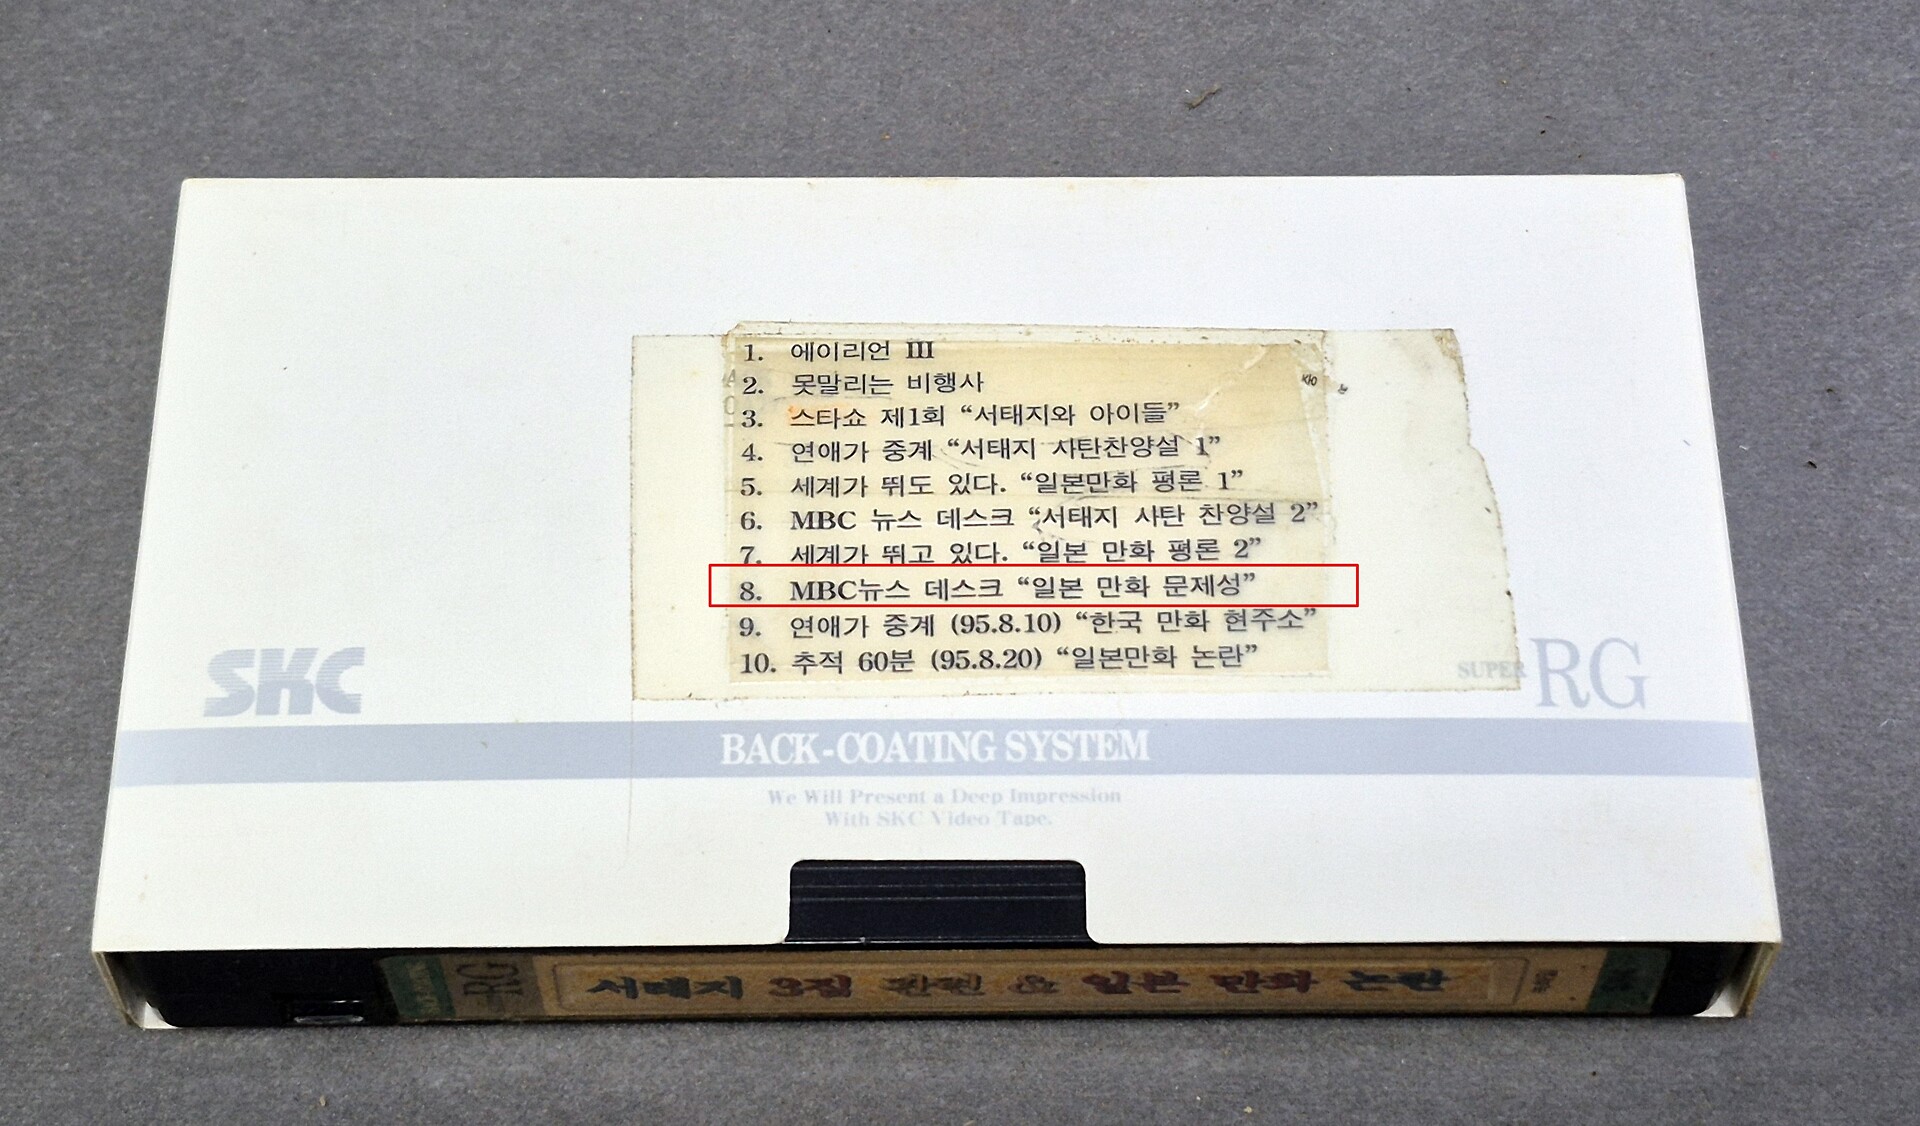 1. 에이리언 III
2. 못말리는 비행사
3. 스타쇼 제1회 “서태지와 아이들”
4. 연애가 중계 “서태지 사탄찬양설 1”
5. 세계가 뛰도 있다. “일본만화 평론 1”
6. MBC 뉴스 데스크 “서태지 사탄 찬양설 2”
7. 세계가 뛰고 있다. “일본 만화 평론 2”
8. MBC뉴스 데스크 “일본 만화 문제성”
9. 연애가 중계 (95.8.10) “한국 만화 현주소”
10. 추적 60분 (95.8.20) “일본만화 논란”
SKC
SUPER RG
BACK-COATING SYSTEM
We Will Present a Deep Impression
With SKC Video Tape.
RG
서태지 3집 & 일본 만화 논란